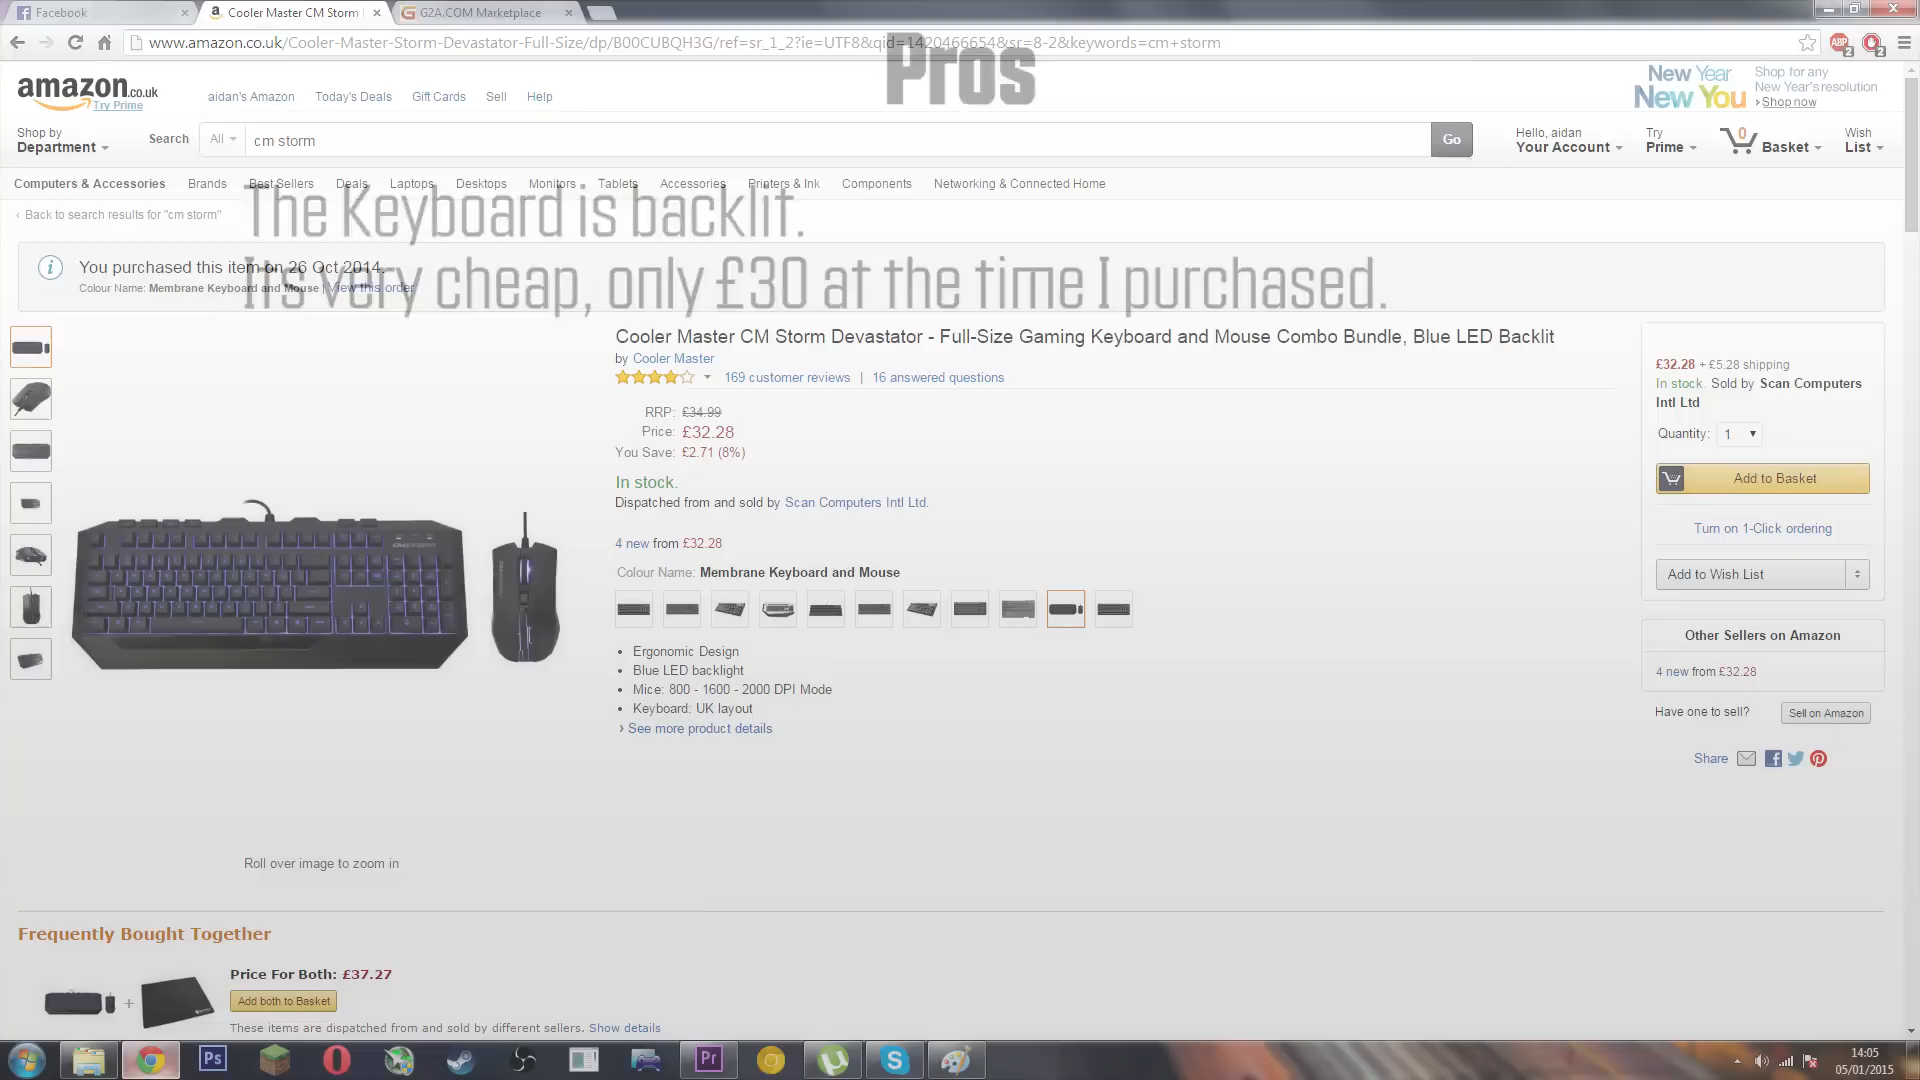 Facebook
Cooler Master CM Storm
G2A.COM Marketplace
www.amazon.co.uk/Cooler-Master-Storm-Devastator-Full-Size/dp/B00CUBQH3G/ref=sr_1_2?ie=UTF8&qid=1420466654&sr=8-2&keywords=cm+storm
Pros
amazon.co.uk
Try Prime
aidan's Amazon Today's Deals Gift Cards Sell Help
New Year
New You
Shop for any
New Year's resolution
› Shop now
Shop by
Department
Search All cm storm Go
Hello, aidan
Your Account
Try
Prime
0
Basket
Wish
List
Computers & Accessories Brands Best Sellers Deals Laptops Desktops Monitors Tablets Accessories Printers & Ink Components Networking & Connected Home
The Keyboard is backlit.
‹ Back to search results for "cm storm"
You purchased this item on 26 Oct 2014.
Colour Name: Membrane Keyboard and Mouse | View this order
Its very cheap, only £30 at the time I purchased.
Cooler Master CM Storm Devastator - Full-Size Gaming Keyboard and Mouse Combo Bundle, Blue LED Backlit
by Cooler Master
169 customer reviews | 16 answered questions
RRP: £34.99
Price: £32.28
You Save: £2.71 (8%)
In stock.
Dispatched from and sold by Scan Computers Intl Ltd.
4 new from £32.28
Colour Name: Membrane Keyboard and Mouse
• Ergonomic Design
• Blue LED backlight
• Mice: 800 - 1600 - 2000 DPI Mode
• Keyboard: UK layout
› See more product details
Roll over image to zoom in
£32.28 + £5.28 shipping
In stock. Sold by Scan Computers
Intl Ltd
Quantity: 1
Add to Basket
Turn on 1-Click ordering
Add to Wish List
Other Sellers on Amazon
4 new from £32.28
Have one to sell? Sell on Amazon
Share
Frequently Bought Together
Price For Both: £37.27
+
Add both to Basket
These items are dispatched from and sold by different sellers. Show details
Ps
Pr
14:05
05/01/2015